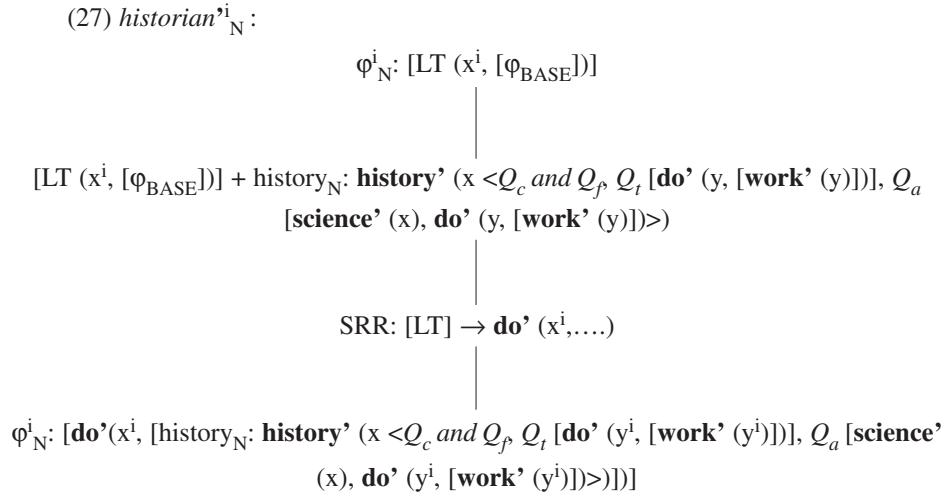 (27) historian’ⁱ_N :
φⁱ_N: [LT (xⁱ, [φ_BASE])]
[LT (xⁱ, [φ_BASE])] + history_N: history’ (x <Q_c and Q_f, Q_t [do’ (y, [work’ (y)])], Q_a
[science’ (x), do’ (y, [work’ (y)])>)
SRR: [LT] → do’ (xⁱ,….)
φⁱ_N: [do’(xⁱ, [history_N: history’ (x <Q_c and Q_f, Q_t [do’ (yⁱ, [work’ (yⁱ)])], Q_a [science’
(x), do’ (yⁱ, [work’ (yⁱ)])>)])]